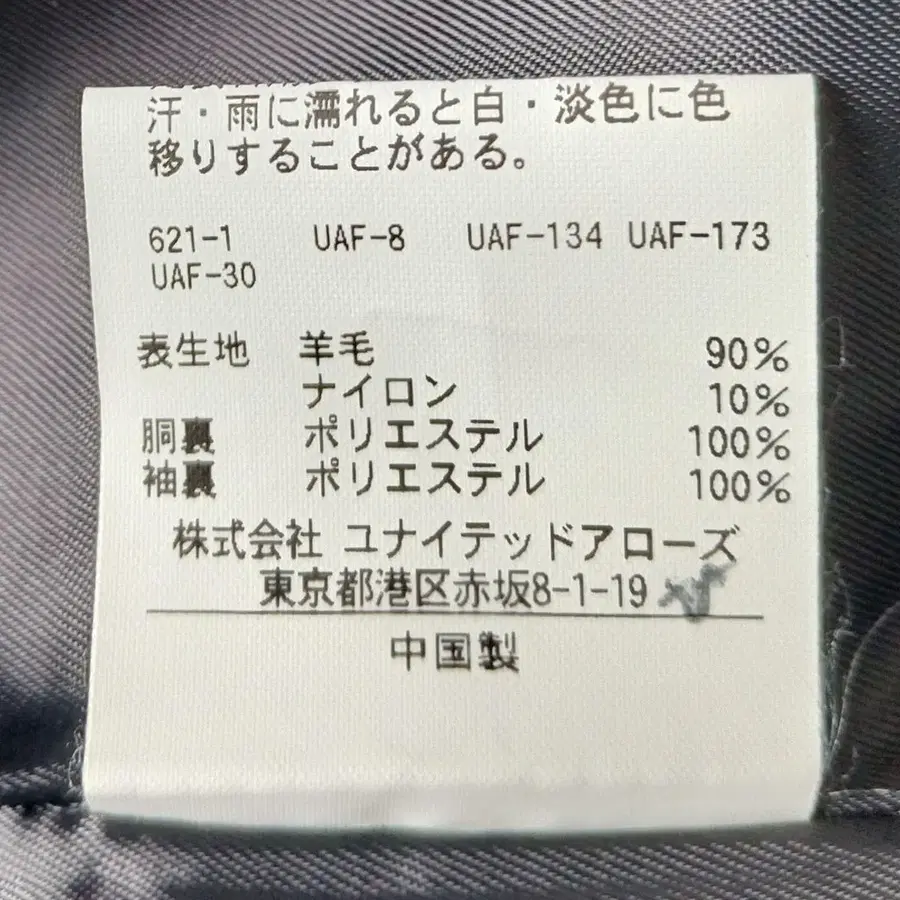 汗・雨に濡れると白・淡色に色
移りすることがある。
621-1 UAF-8 UAF-134 UAF-173
UAF-30
表生地 羊毛 90%
ナイロン 10%
胴裏 ポリエステル 100%
袖裏 ポリエステル 100%
株式会社 ユナイテッドアローズ
東京都港区赤坂8-1-19
中国製